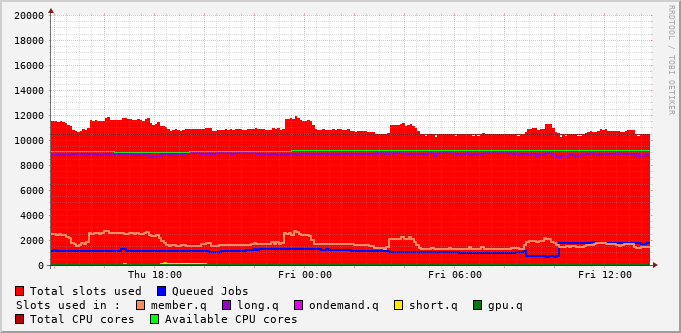 RRDTOOL / TOBI OETIKER
20000
18000
16000
14000
12000
10000
8000
6000
4000
2000
0
Thu 18:00 Fri 00:00 Fri 06:00 Fri 12:00
Total slots used Queued Jobs
Slots used in : member.q long.q ondemand.q short.q gpu.q
Total CPU cores Available CPU cores